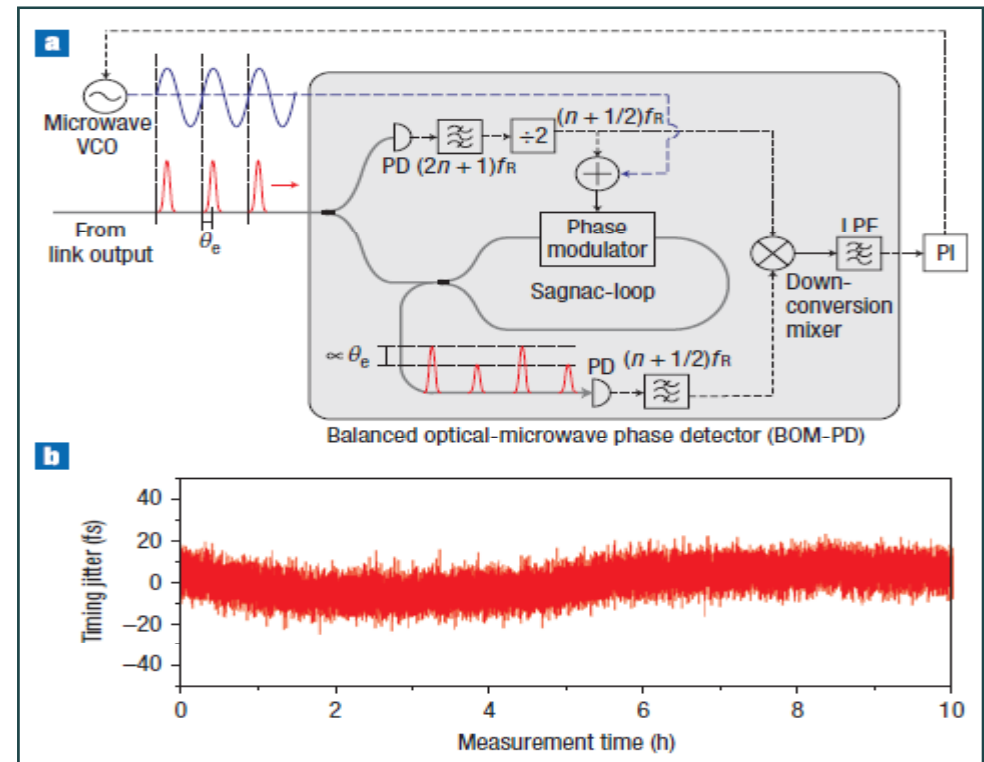 a
Microwave
VCO
From
link output
θe
PD (2n + 1)fR
÷2
(n + 1/2)fR
+
Phase
modulator
Sagnac-loop
∝ θe
PD (n + 1/2)fR
Down-
conversion
mixer
LPF
PI
Balanced optical-microwave phase detector (BOM-PD)
b
Timing jitter (fs)
40
20
0
−20
−40
0 2 4 6 8 10
Measurement time (h)